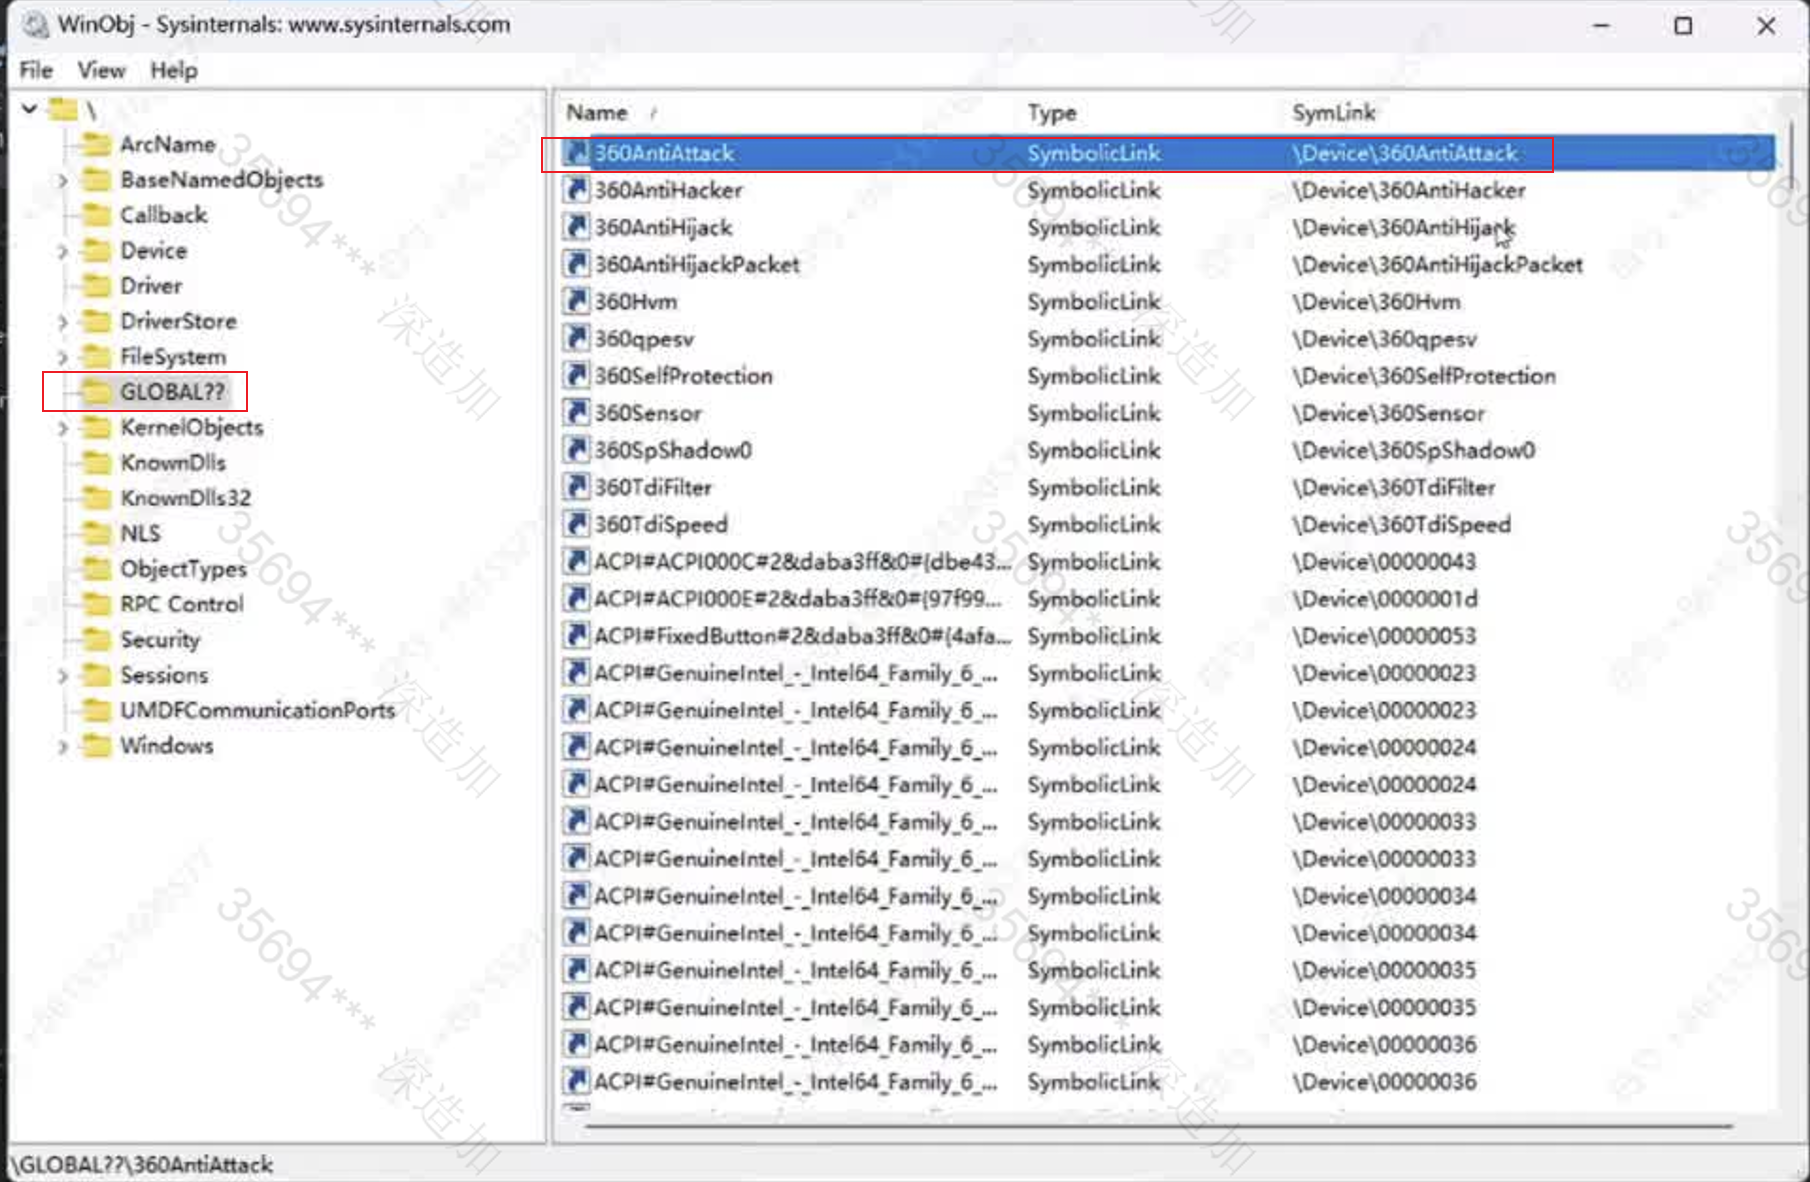 WinObj - Sysinternals: www.sysinternals.com
File View Help
\
ArcName
BaseNamedObjects
Callback
Device
Driver
DriverStore
FileSystem
GLOBAL??
KernelObjects
KnownDlls
KnownDlls32
NLS
ObjectTypes
RPC Control
Security
Sessions
UMDFCommunicationPorts
Windows
Name / Type SymLink
360AntiAttack SymbolicLink \Device\360AntiAttack
360AntiHacker SymbolicLink \Device\360AntiHacker
360AntiHijack SymbolicLink \Device\360AntiHijack
360AntiHijackPacket SymbolicLink \Device\360AntiHijackPacket
360Hvm SymbolicLink \Device\360Hvm
360qpesv SymbolicLink \Device\360qpesv
360SelfProtection SymbolicLink \Device\360SelfProtection
360Sensor SymbolicLink \Device\360Sensor
360SpShadow0 SymbolicLink \Device\360SpShadow0
360TdiFilter SymbolicLink \Device\360TdiFilter
360TdiSpeed SymbolicLink \Device\360TdiSpeed
ACPI#ACPI000C#2&daba3ff&0#{dbe43... SymbolicLink \Device\00000043
ACPI#ACPI000E#2&daba3ff&0#{97f99... SymbolicLink \Device\0000001d
ACPI#FixedButton#2&daba3ff&0#{4afa... SymbolicLink \Device\00000053
ACPI#GenuineIntel_-_Intel64_Family_6_... SymbolicLink \Device\00000023
ACPI#GenuineIntel_-_Intel64_Family_6_... SymbolicLink \Device\00000023
ACPI#GenuineIntel_-_Intel64_Family_6_... SymbolicLink \Device\00000024
ACPI#GenuineIntel_-_Intel64_Family_6_... SymbolicLink \Device\00000024
ACPI#GenuineIntel_-_Intel64_Family_6_... SymbolicLink \Device\00000033
ACPI#GenuineIntel_-_Intel64_Family_6_... SymbolicLink \Device\00000033
ACPI#GenuineIntel_-_Intel64_Family_6_... SymbolicLink \Device\00000034
ACPI#GenuineIntel_-_Intel64_Family_6_... SymbolicLink \Device\00000034
ACPI#GenuineIntel_-_Intel64_Family_6_... SymbolicLink \Device\00000035
ACPI#GenuineIntel_-_Intel64_Family_6_... SymbolicLink \Device\00000035
ACPI#GenuineIntel_-_Intel64_Family_6_... SymbolicLink \Device\00000036
ACPI#GenuineIntel_-_Intel64_Family_6_... SymbolicLink \Device\00000036
\GLOBAL??\360AntiAttack
35694***
深造加